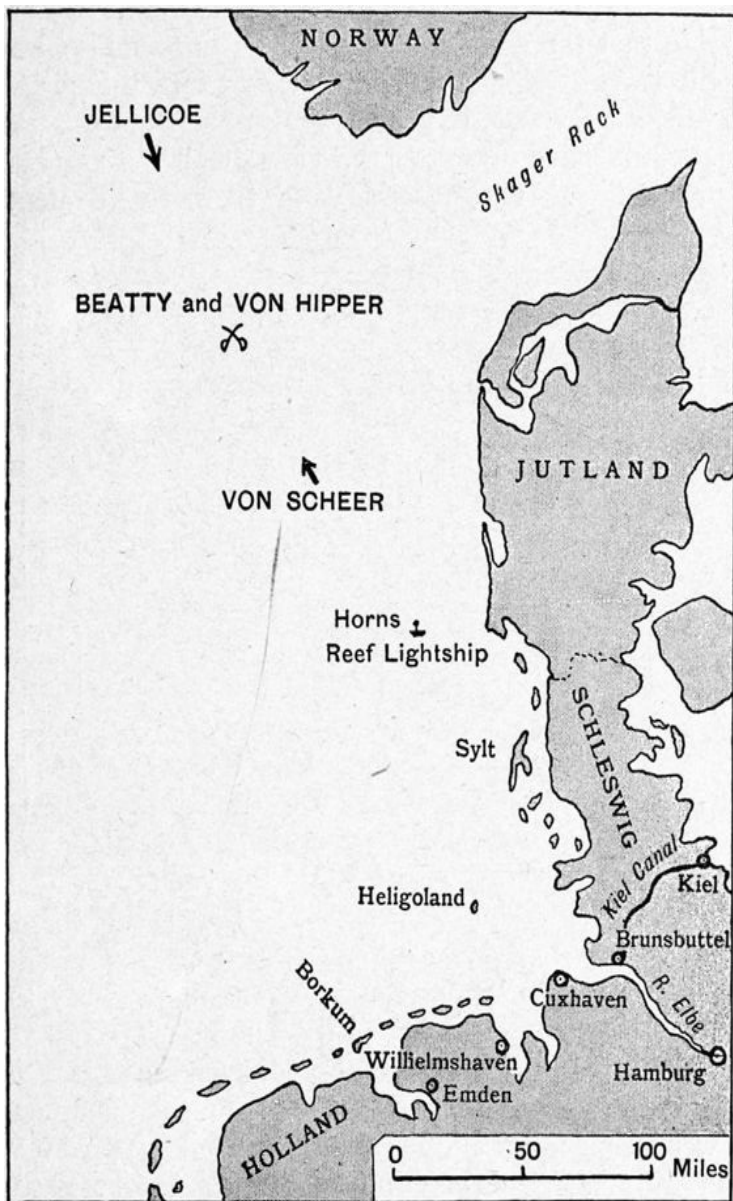 NORWAY
JELLICOE
Skager Rack
BEATTY and VON HIPPER
JUTLAND
VON SCHEER
Horns
Reef Lightship
SCHLESWIG
Sylt
Kiel Canal
Kiel
Heligoland
Brunsbuttel
Borkum
Cuxhaven
R. Elbe
Wilhelmshaven
Hamburg
Emden
HOLLAND
0 50 100 Miles